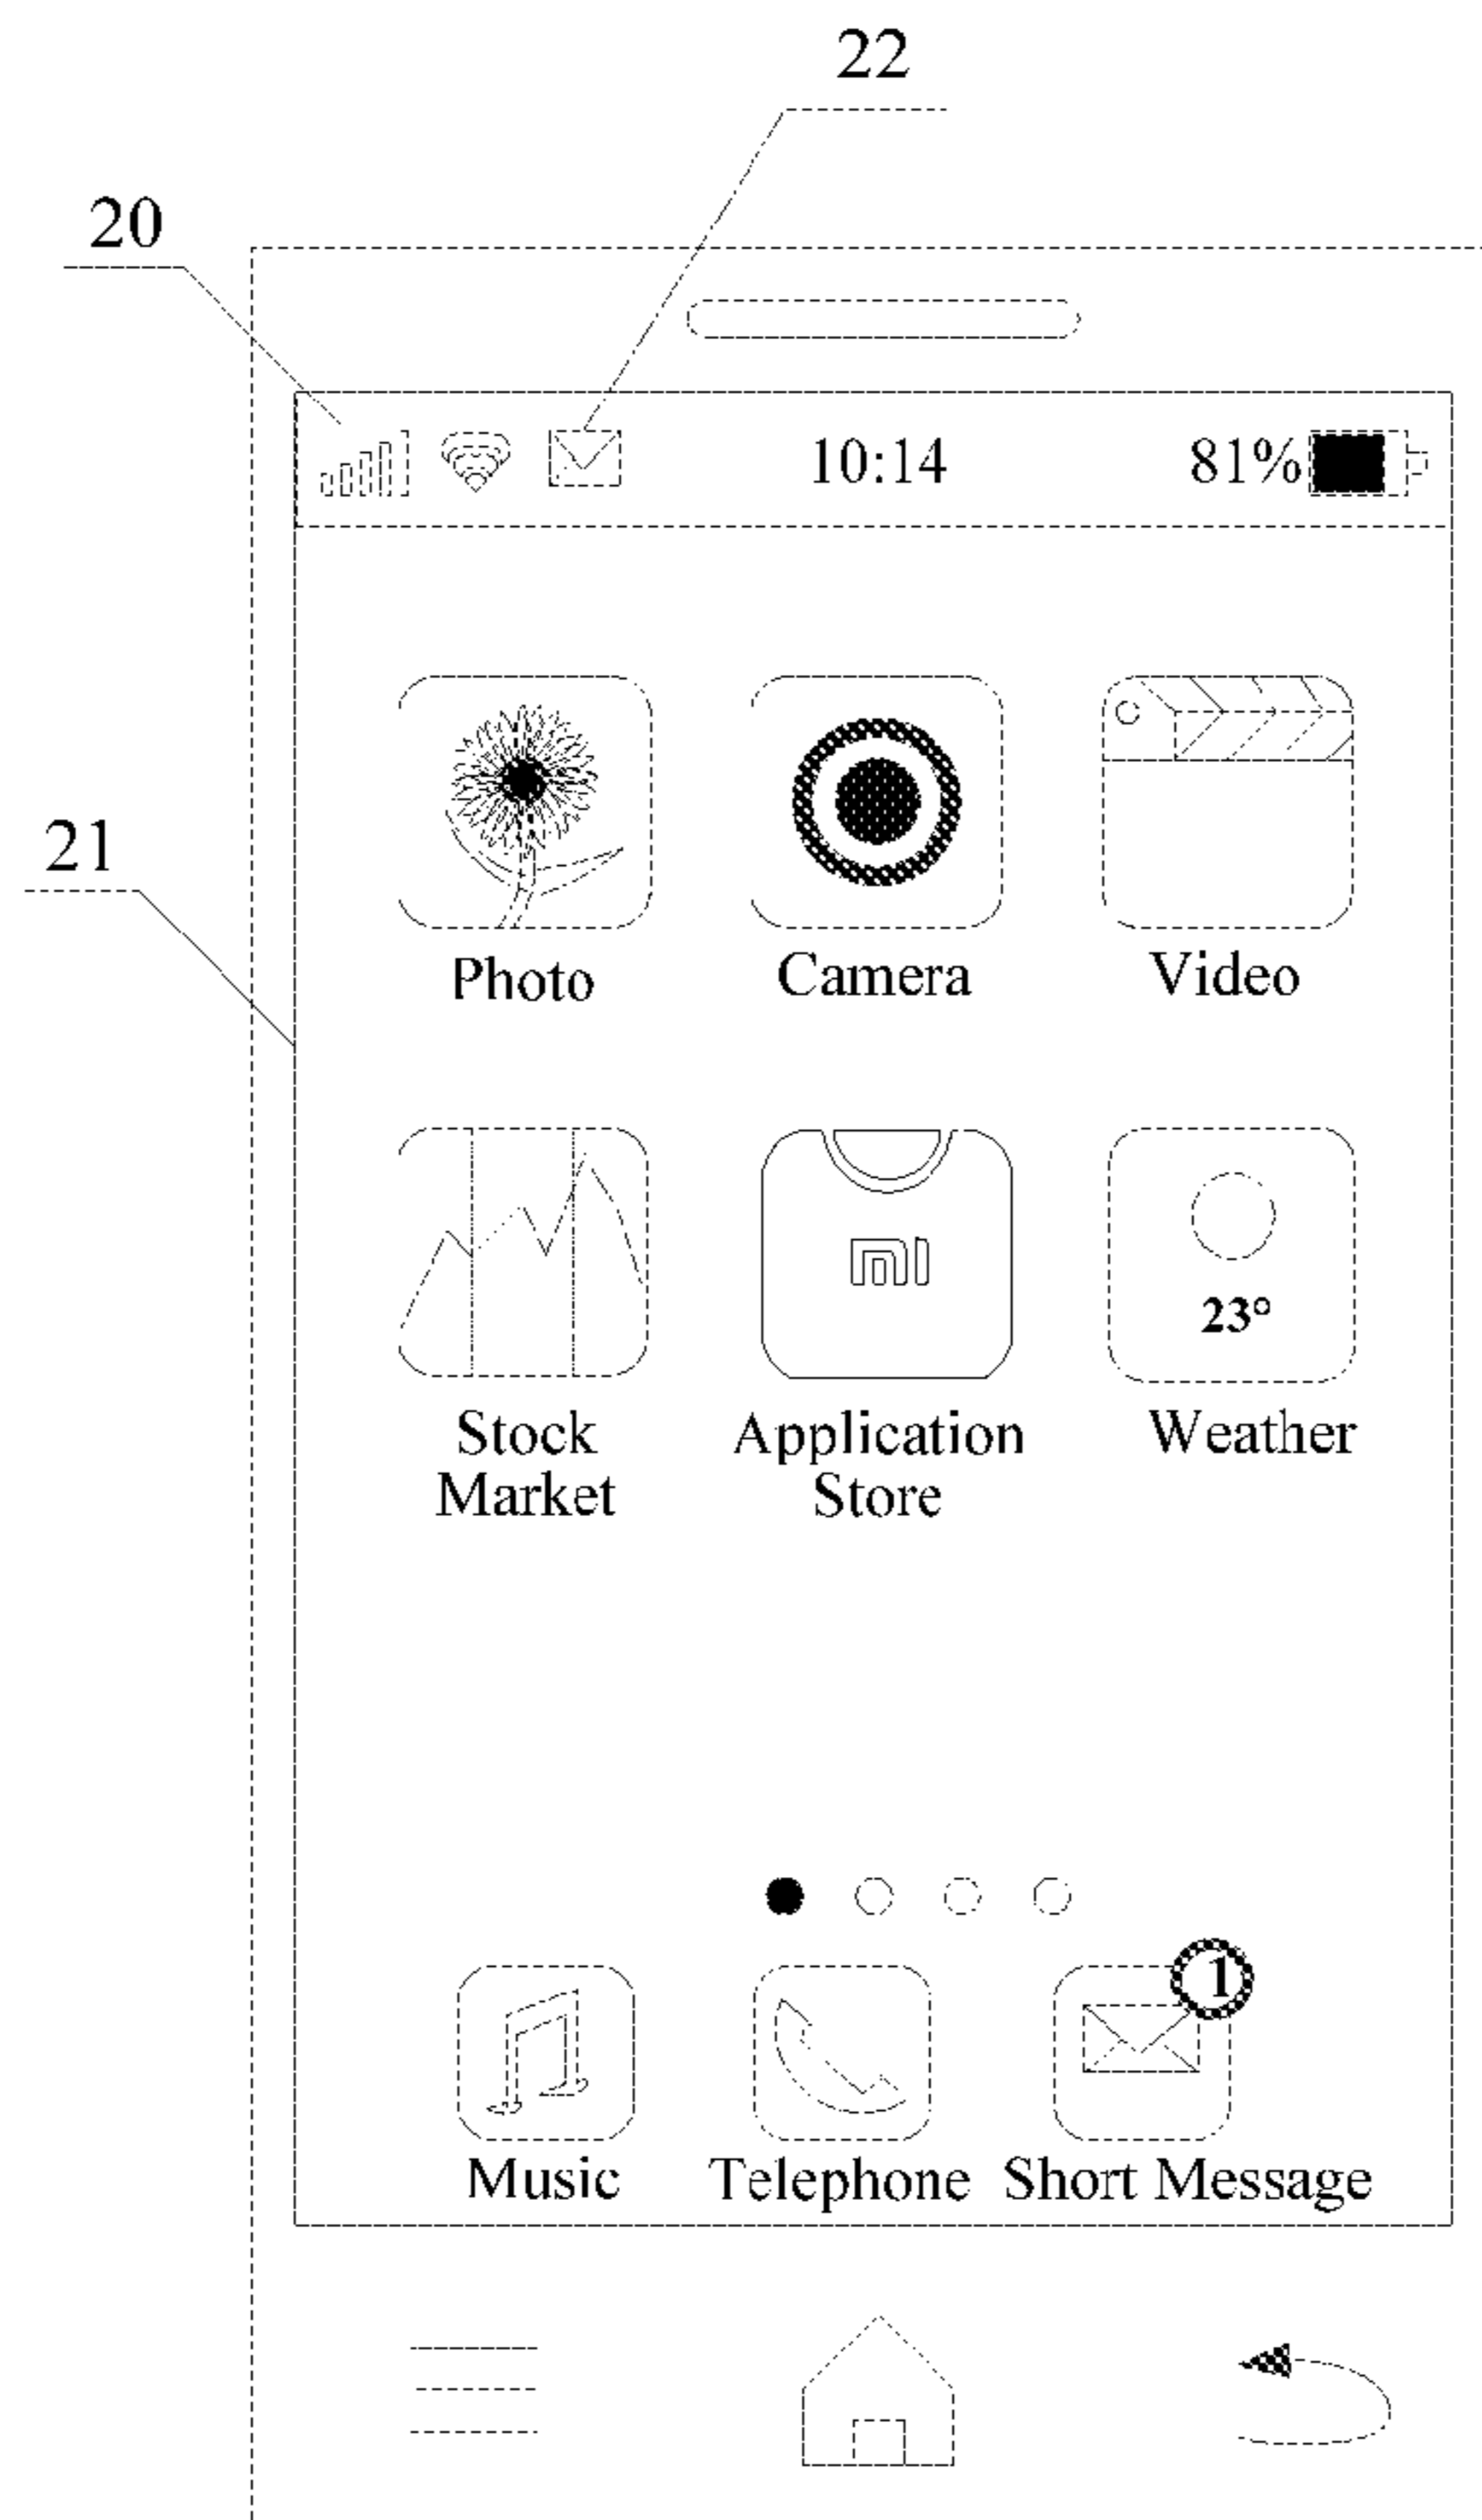 22
20
10:14
81%
21
Photo
Camera
Video
mi
23°
Stock
Market
Application
Store
Weather
1
Music
Telephone
Short Message